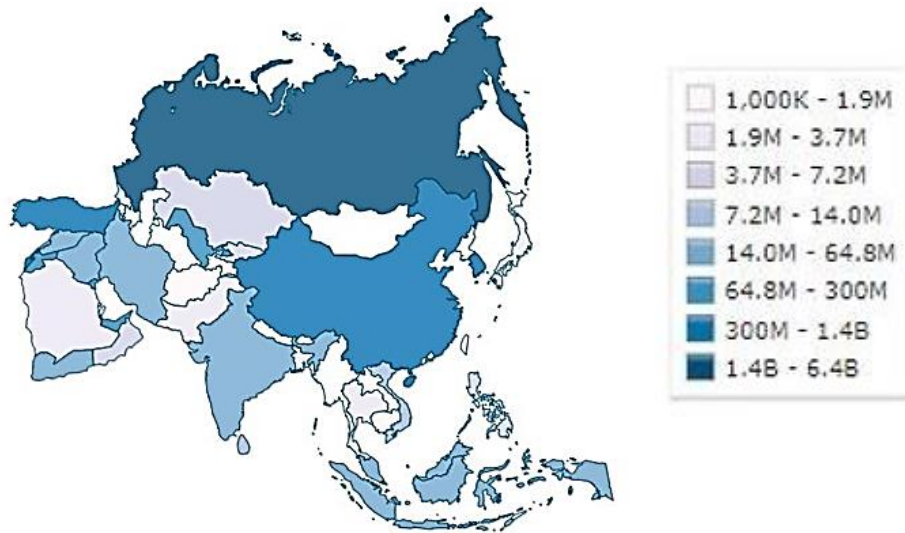 1,000K - 1.9M
1.9M - 3.7M
3.7M - 7.2M
7.2M - 14.0M
14.0M - 64.8M
64.8M - 300M
300M - 1.4B
1.4B - 6.4B